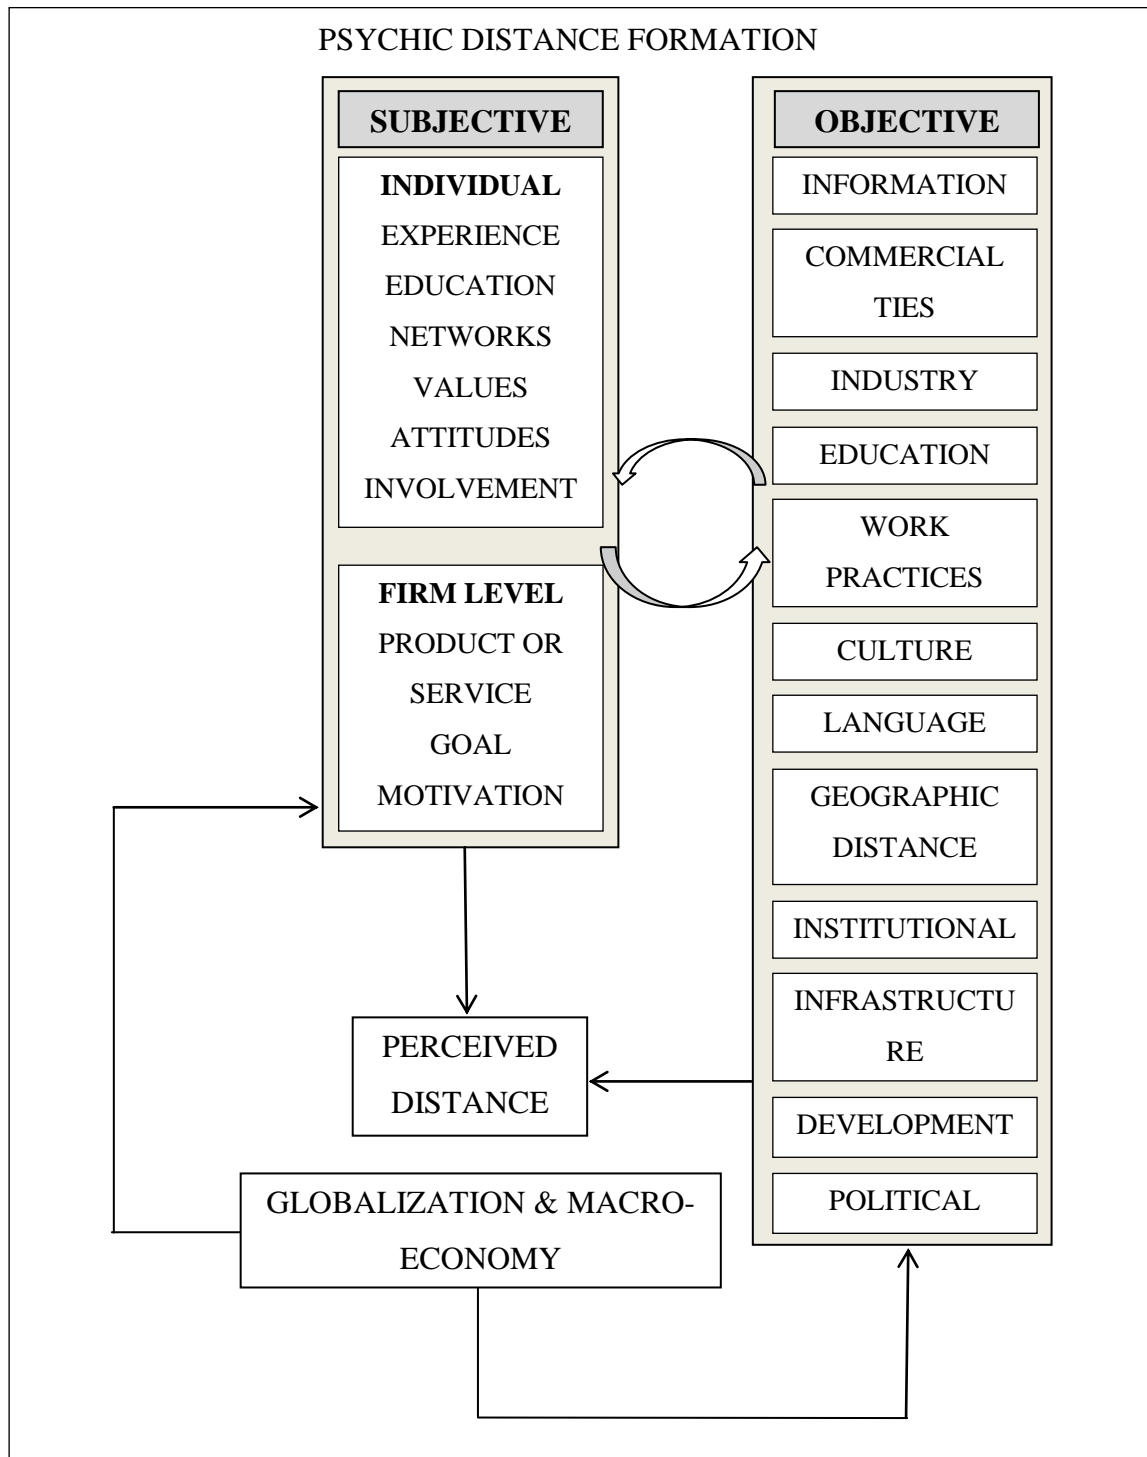 PSYCHIC DISTANCE FORMATION
SUBJECTIVE
INDIVIDUAL
EXPERIENCE
EDUCATION
NETWORKS
VALUES
ATTITUDES
INVOLVEMENT
FIRM LEVEL
PRODUCT OR
SERVICE
GOAL
MOTIVATION
OBJECTIVE
INFORMATION
COMMERCIAL
TIES
INDUSTRY
EDUCATION
WORK
PRACTICES
CULTURE
LANGUAGE
GEOGRAPHIC
DISTANCE
INSTITUTIONAL
INFRASTRUCTU
RE
DEVELOPMENT
POLITICAL
PERCEIVED
DISTANCE
GLOBALIZATION & MACRO-
ECONOMY